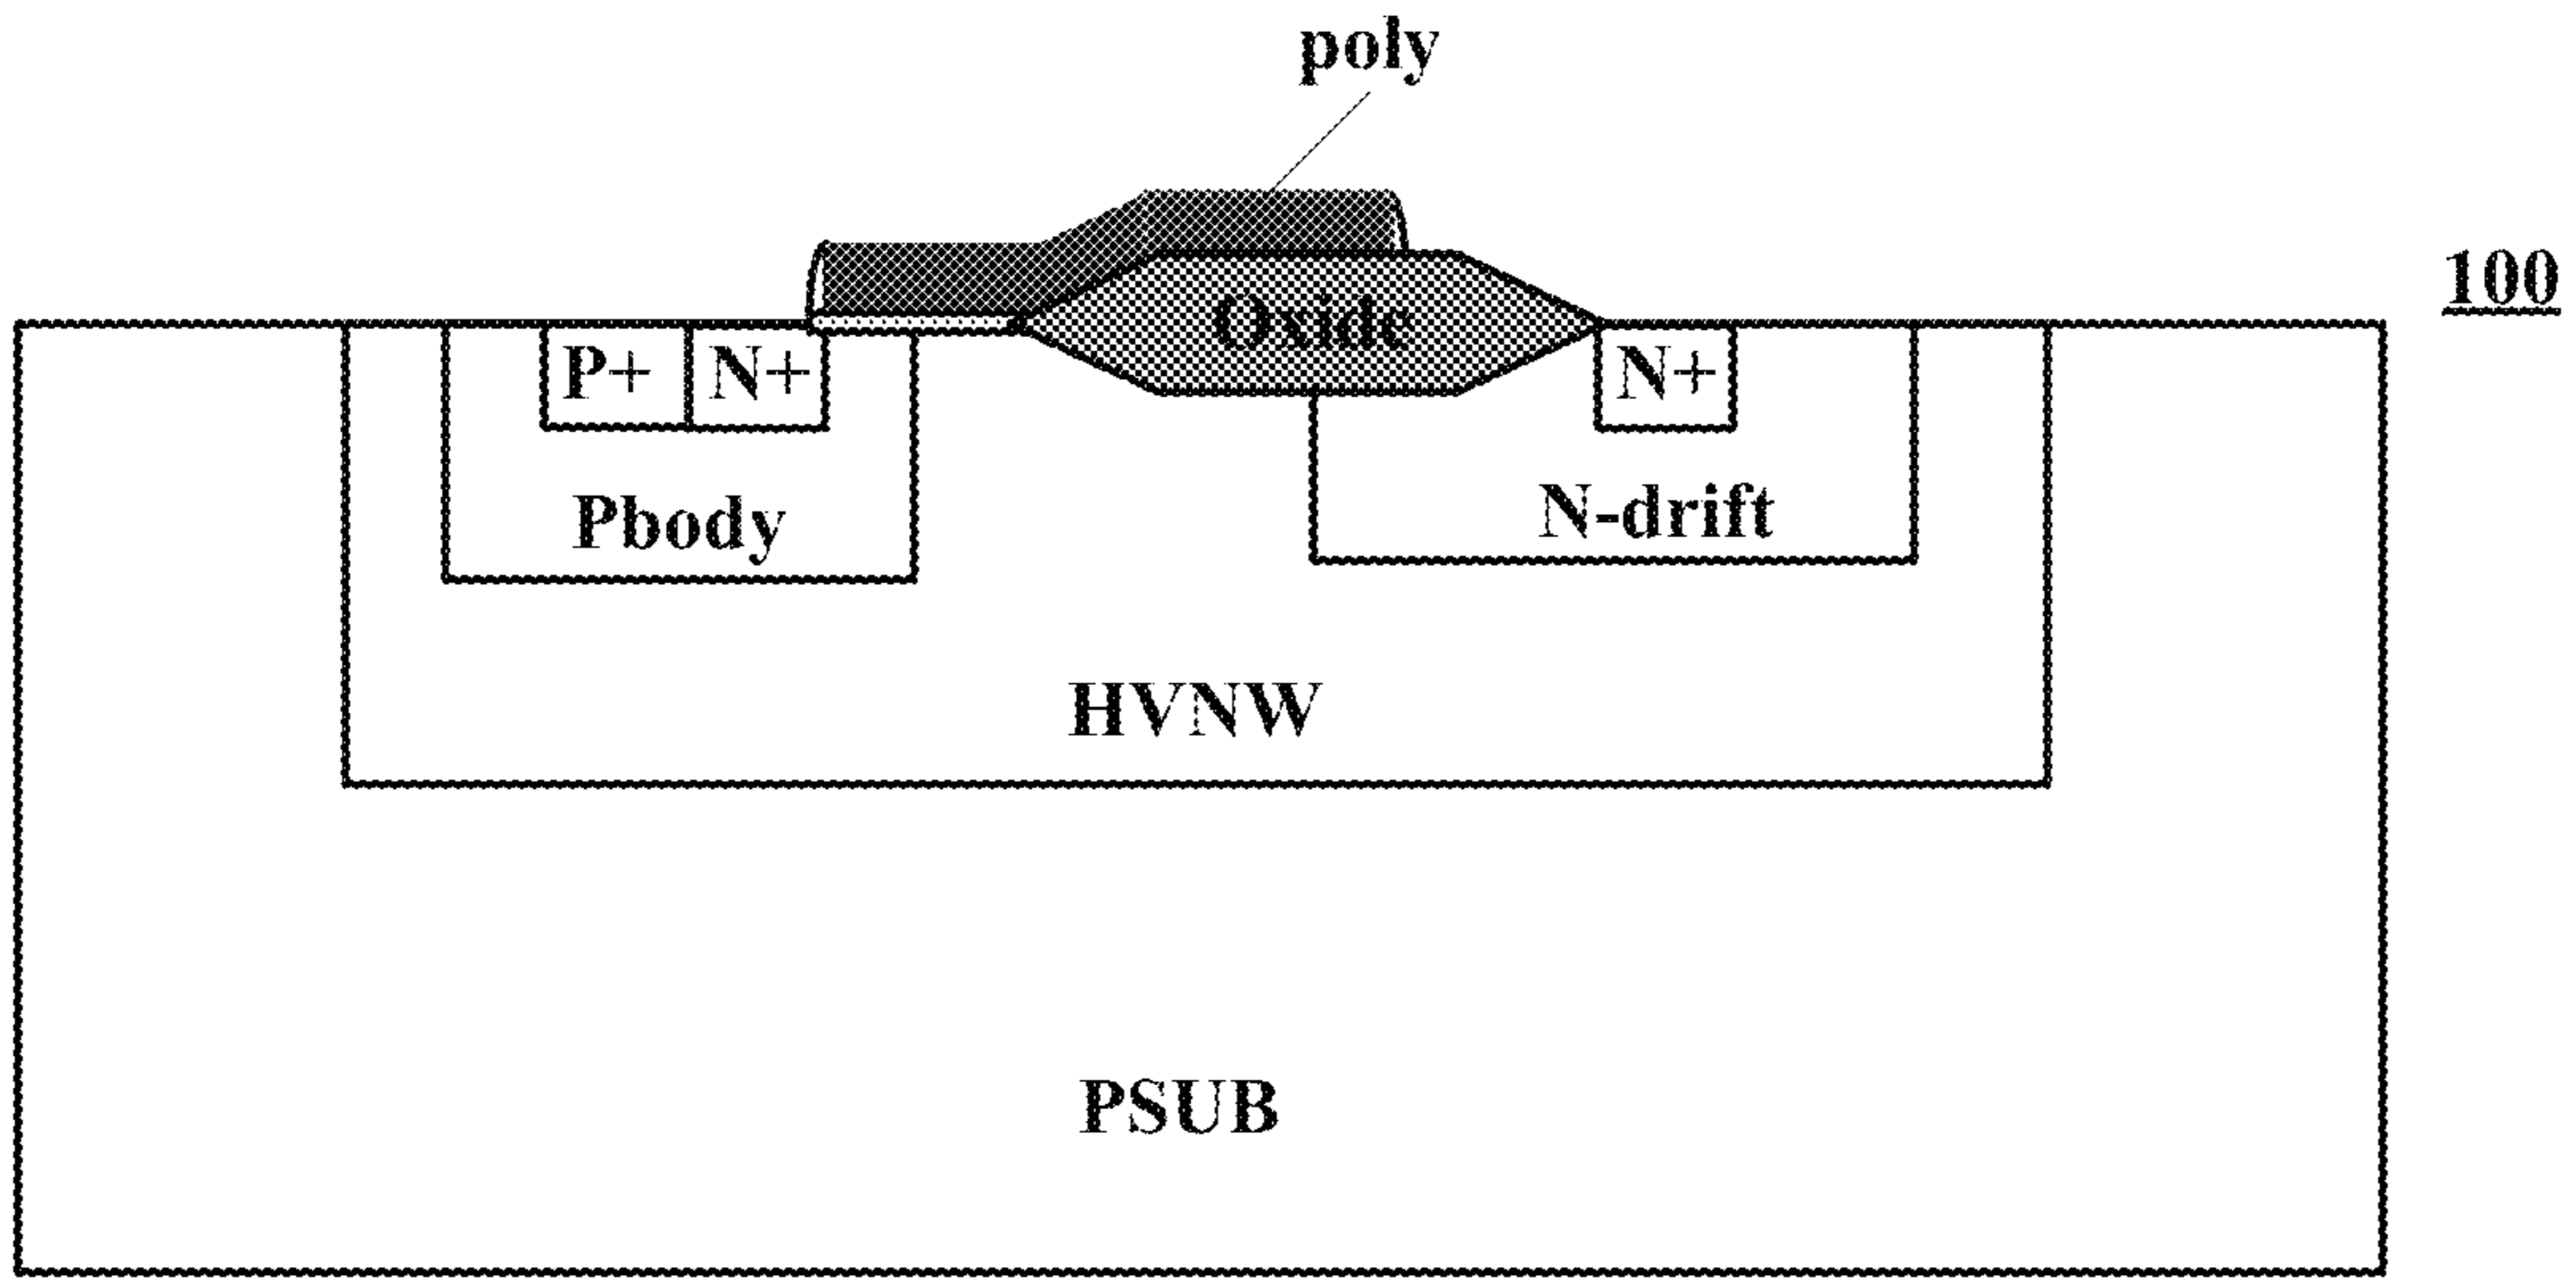 poly
100
Oxide
P+ N+ N+
Pbody
N-drift
HVNW
PSUB